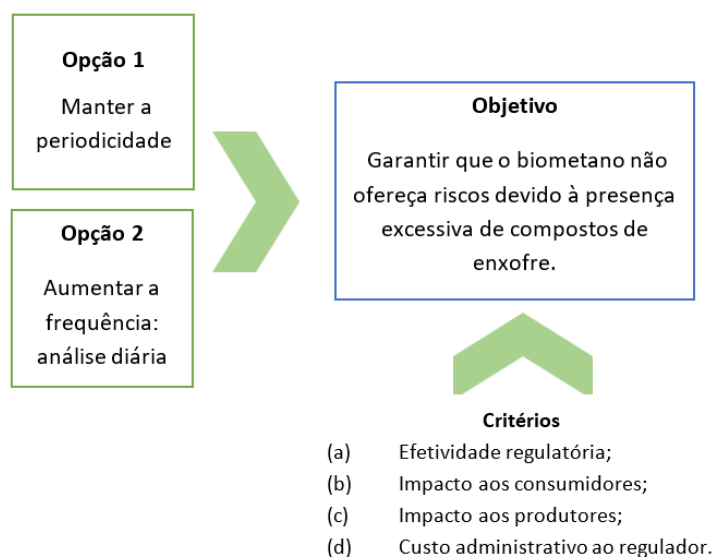 Opção 1
Manter a
periodicidade
Opção 2
Aumentar a
frequência:
análise diária
Objetivo
Garantir que o biometano não
ofereça riscos devido à presença
excessiva de compostos de
enxofre.
Critérios
(a) Efetividade regulatória;
(b) Impacto aos consumidores;
(c) Impacto aos produtores;
(d) Custo administrativo ao regulador.